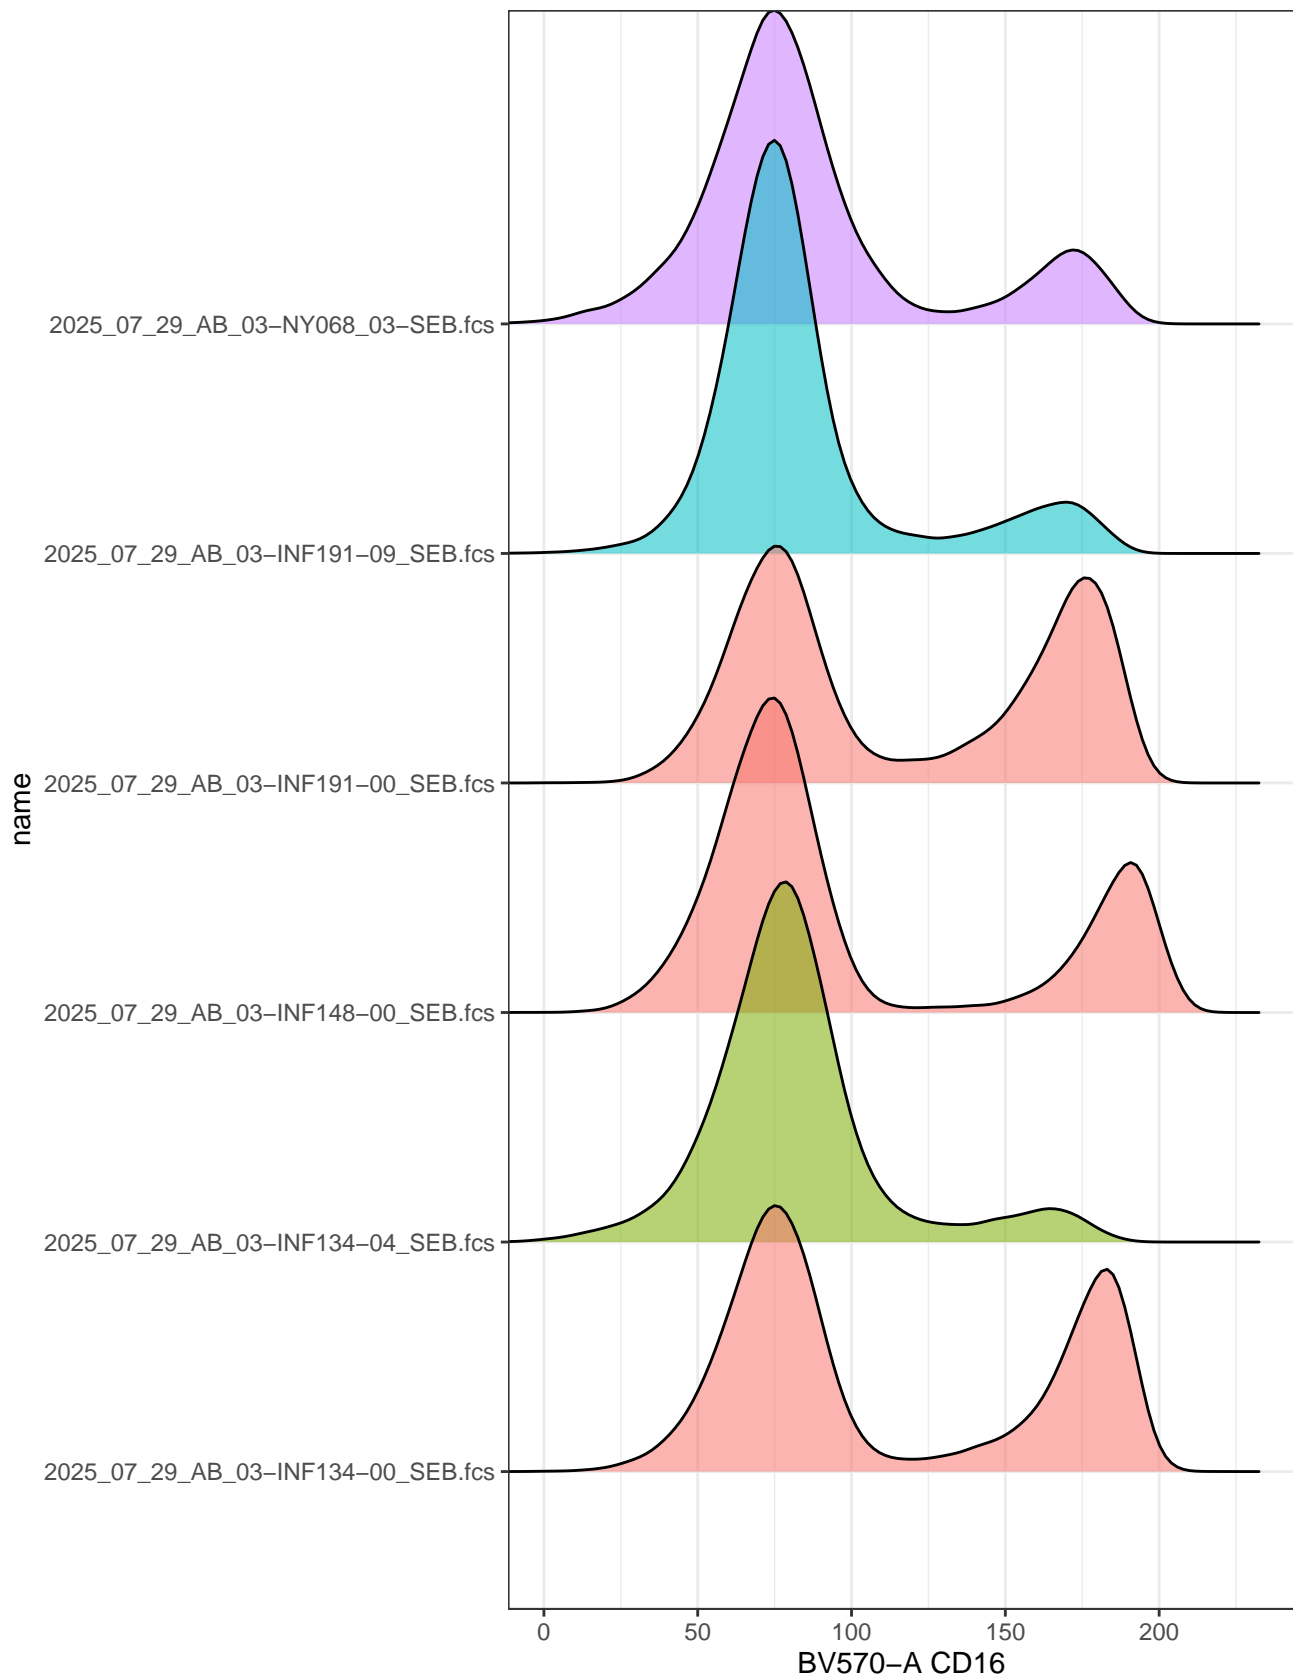 name
2025_07_29_AB_03−NY068_03−SEB.fcs
2025_07_29_AB_03−INF191−09_SEB.fcs
2025_07_29_AB_03−INF191−00_SEB.fcs
2025_07_29_AB_03−INF148−00_SEB.fcs
2025_07_29_AB_03−INF134−04_SEB.fcs
2025_07_29_AB_03−INF134−00_SEB.fcs
0 50 100 150 200
BV570−A CD16